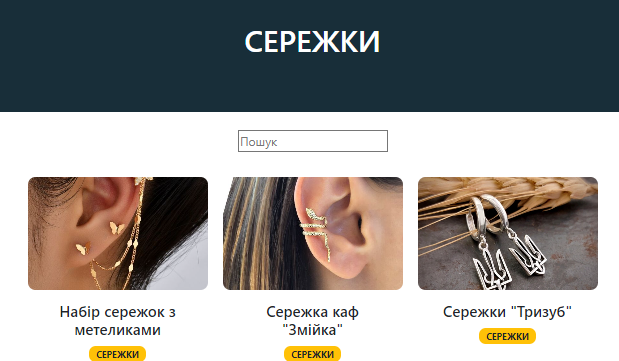 СЕРЕЖКИ
Пошук
Набір сережок з
метеликами
СЕРЕЖКИ
Сережка каф
"Змійка"
СЕРЕЖКИ
Сережки "Тризуб"
СЕРЕЖКИ